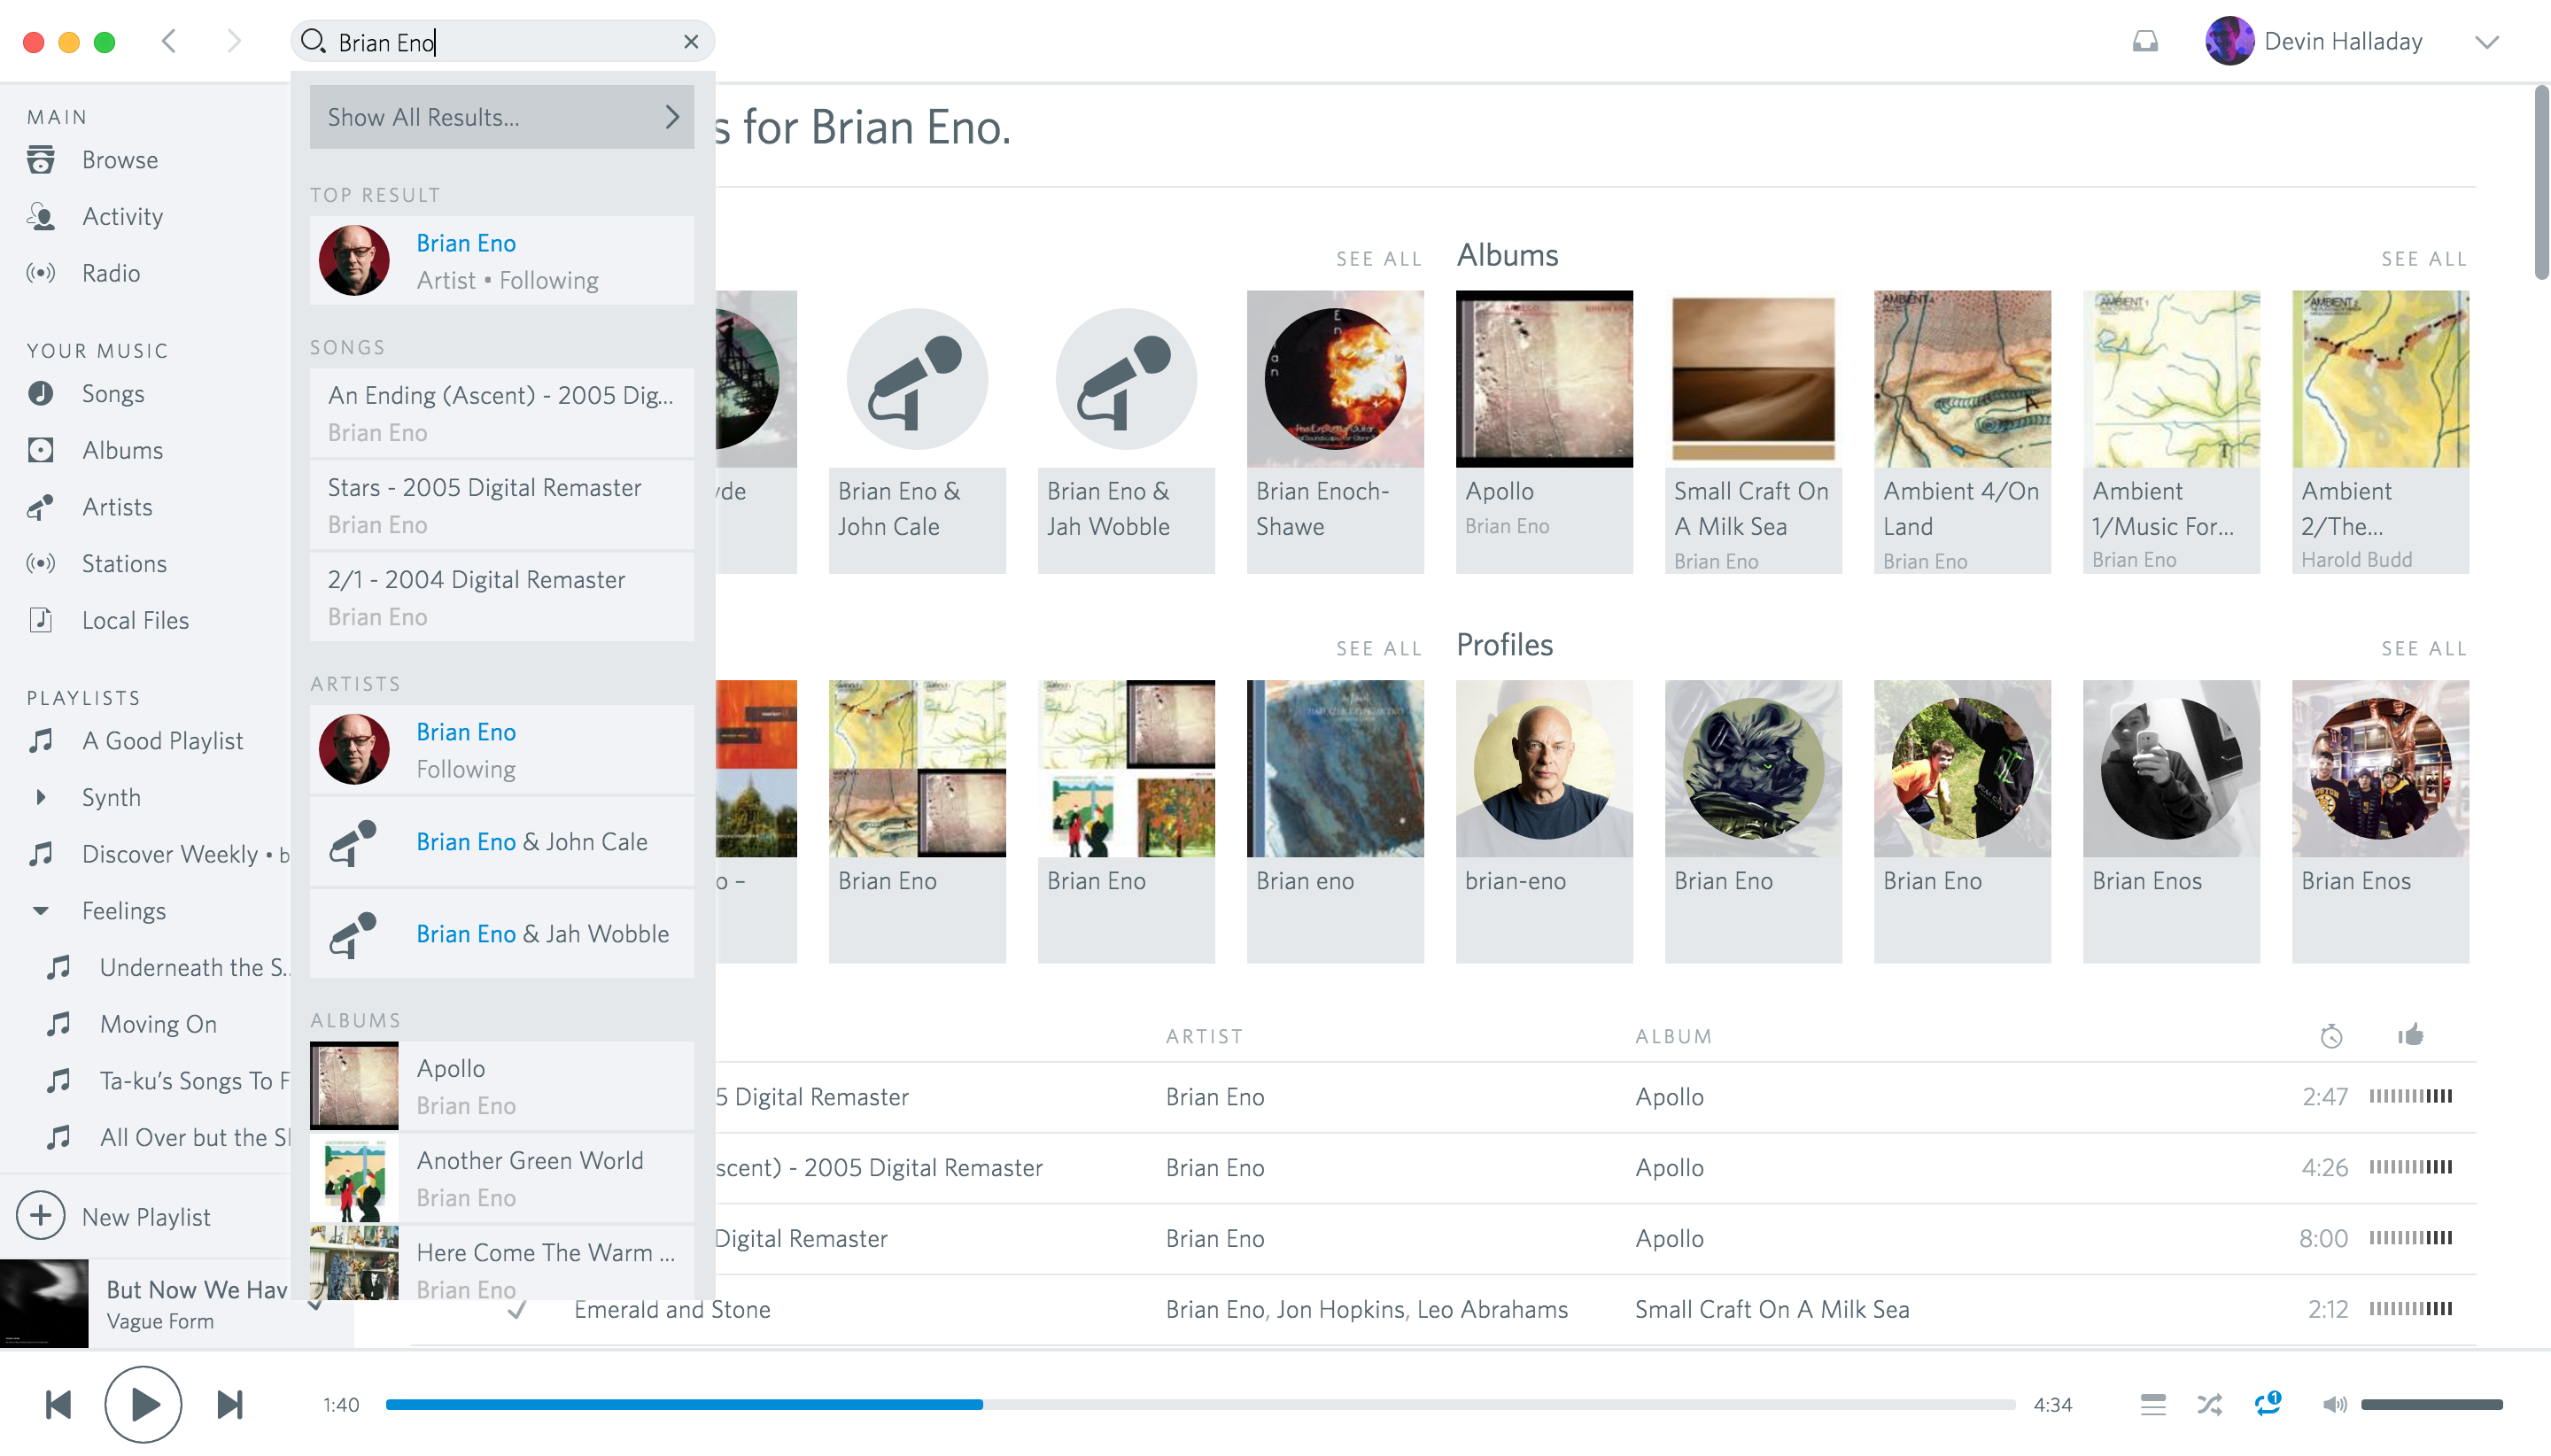 Brian Eno
Devin Halladay
MAIN
Browse
Activity
Radio
YOUR MUSIC
Songs
Albums
Artists
Stations
Local Files
PLAYLISTS
A Good Playlist
Synth
Discover Weekly • b
Feelings
Underneath the S..
Moving On
Ta-ku’s Songs To F
All Over but the Sl
New Playlist
But Now We Hav
Vague Form
Show All Results...
TOP RESULT
Brian Eno
Artist • Following
SONGS
An Ending (Ascent) - 2005 Dig...
Brian Eno
Stars - 2005 Digital Remaster
Brian Eno
2/1 - 2004 Digital Remaster
Brian Eno
ARTISTS
Brian Eno
Following
Brian Eno & John Cale
Brian Eno & Jah Wobble
ALBUMS
Apollo
Brian Eno
Another Green World
Brian Eno
Here Come The Warm ...
Brian Eno
s for Brian Eno.
SEE ALL
yde
Brian Eno &
John Cale
Brian Eno &
Jah Wobble
Brian Enoch-
Shawe
Albums
SEE ALL
Apollo
Brian Eno
Small Craft On
A Milk Sea
Brian Eno
AMBIENT 4
Ambient 4/On
Land
Brian Eno
AMBIENT 1
Ambient
1/Music For...
Brian Eno
AMBIENT 2
Ambient
2/The...
Harold Budd
SEE ALL
o –
Brian Eno
Brian Eno
Brian eno
Profiles
SEE ALL
brian-eno
Brian Eno
Brian Eno
Brian Enos
Brian Enos
ARTIST
ALBUM
5 Digital Remaster
Brian Eno
Apollo
2:47
scent) - 2005 Digital Remaster
Brian Eno
Apollo
4:26
Digital Remaster
Brian Eno
Apollo
8:00
Emerald and Stone
Brian Eno, Jon Hopkins, Leo Abrahams
Small Craft On A Milk Sea
2:12
1:40
4:34
1